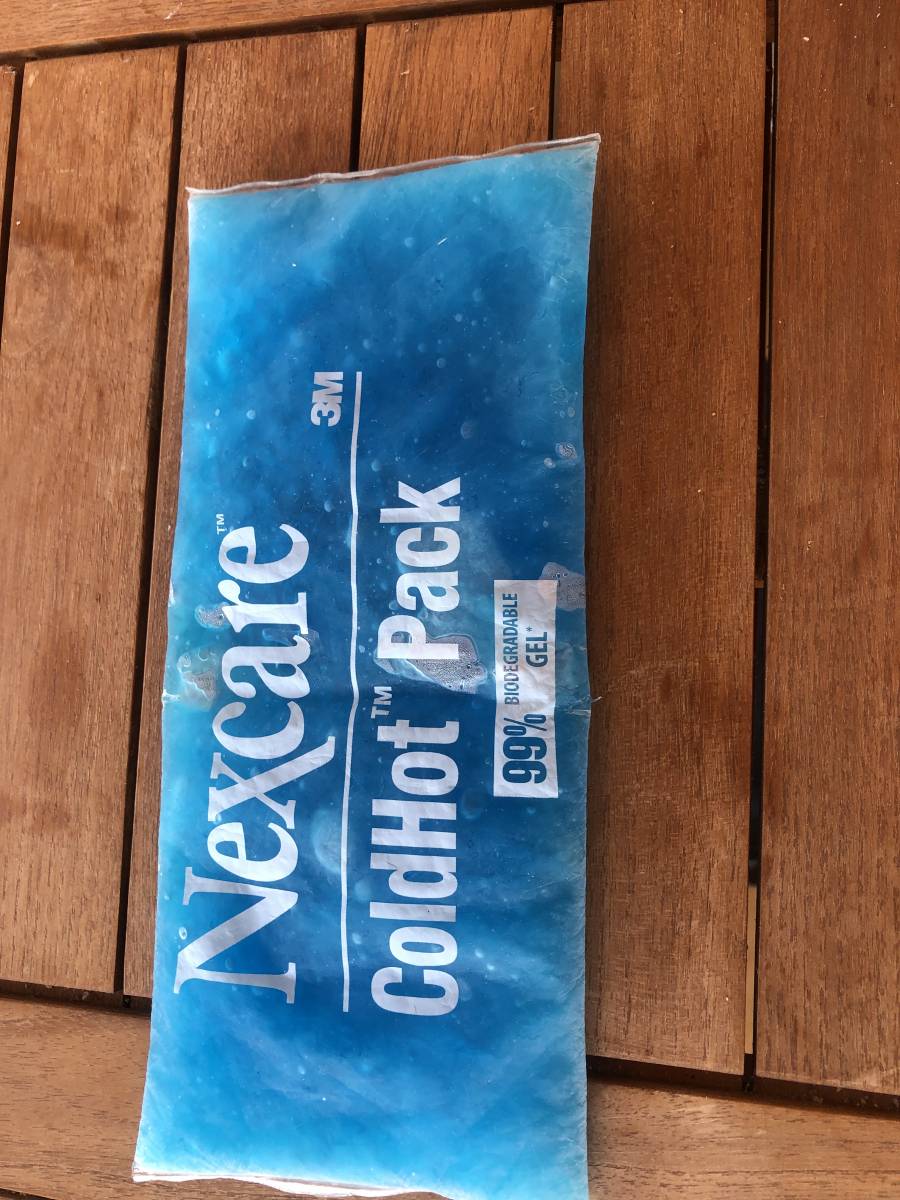 Nexcare™
3M
ColdHot™ Pack
99% BIODEGRADABLE
GEL*